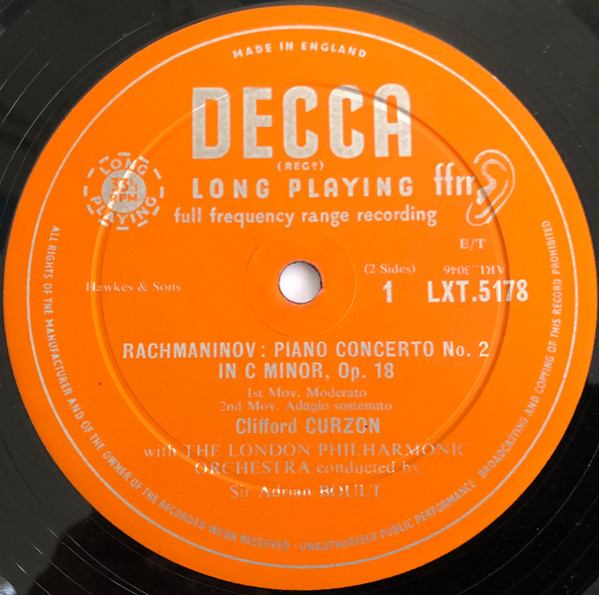 MADE IN ENGLAND
DECCA
(REGᴰ)
LONG PLAYING ffrr
full frequency range recording
LONG
33⅓
RPM
PLAYING
E/T
Hawkes & Sons
(2 Sides) ARL.3046
1 LXT.5178
RACHMANINOV : PIANO CONCERTO No. 2
IN C MINOR, Op. 18
1st Mov. Moderato
2nd Mov. Adagio sostenuto
Clifford CURZON
with THE LONDON PHILHARMONIC
ORCHESTRA conducted by
Sir Adrian BOULT
ALL RIGHTS OF THE MANUFACTURER AND OF THE OWNER OF THE RECORDED WORK RESERVED · UNAUTHORISED PUBLIC PERFORMANCE BROADCASTING AND COPYING OF THIS RECORD PROHIBITED